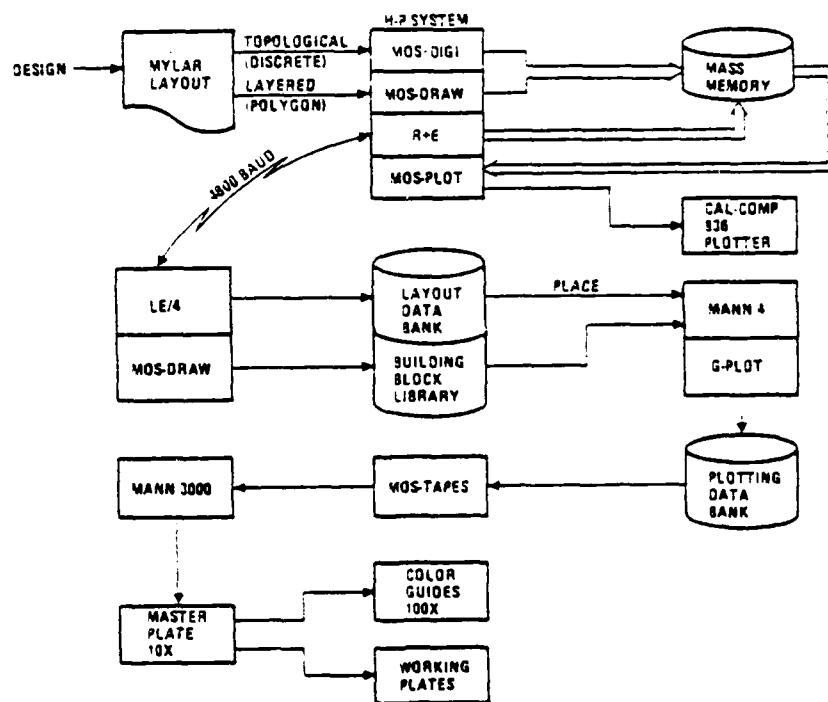 H-P SYSTEM
DESIGN
MYLAR
LAYOUT
TOPOLOGICAL
(DISCRETE)
LAYERED
(POLYGON)
MOS-DIGI
MOS-DRAW
R+E
MOS-PLOT
MASS
MEMORY
4800 BAUD
CAL-COMP
936
PLOTTER
LE/4
MOS-DRAW
LAYOUT
DATA
BANK
BUILDING
BLOCK
LIBRARY
PLACE
MANN 4
G-PLOT
MANN 3000
MOS-TAPES
PLOTTING
DATA
BANK
MASTER
PLATE
10X
COLOR
GUIDES
100X
WORKING
PLATES